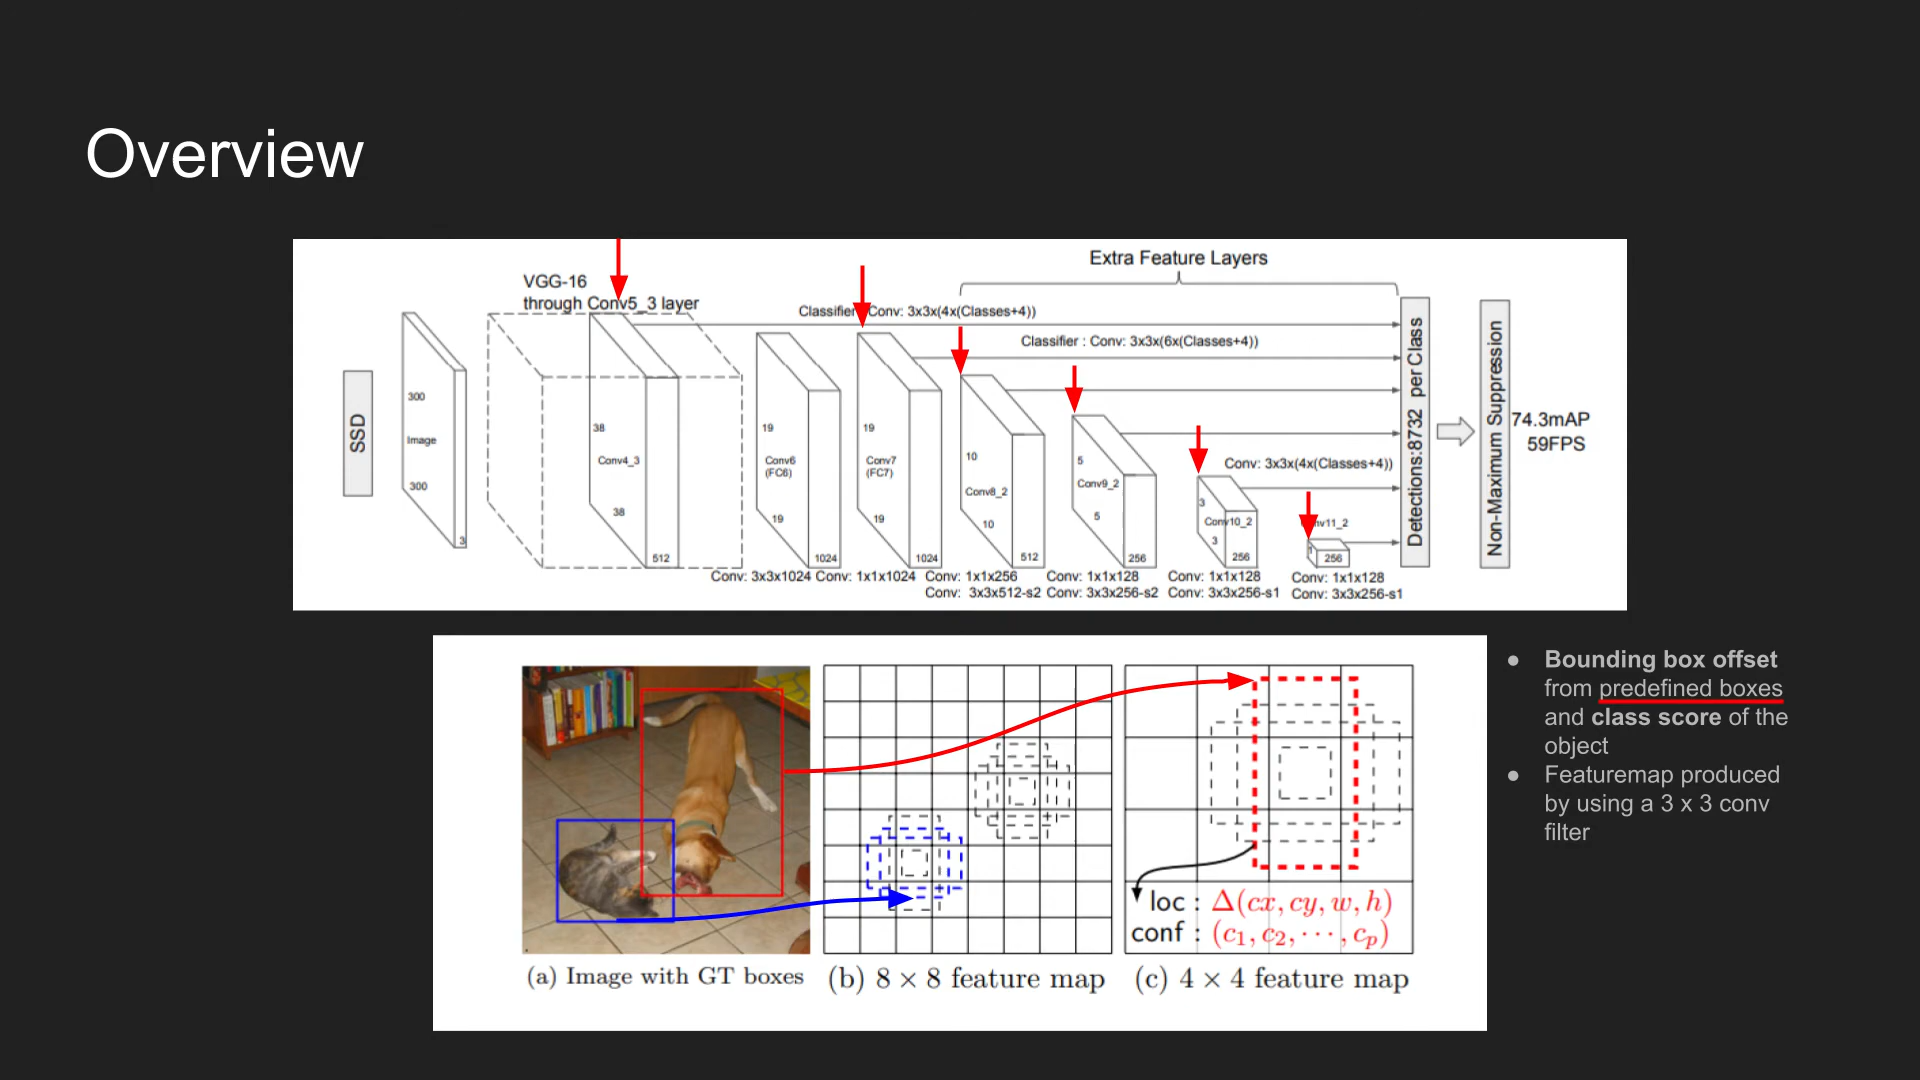 Overview
Extra Feature Layers
VGG-16
through Conv5_3 layer
Classifier Conv: 3x3x(4x(Classes+4))
Classifier : Conv: 3x3x(6x(Classes+4))
SSD
300
Image
300
3
38
Conv4_3
38
512
19
Conv6
(FC6)
19
1024
19
Conv7
(FC7)
19
1024
10
Conv8_2
10
512
5
Conv9_2
5
256
Conv: 3x3x(4x(Classes+4))
3
Conv10_2
3
256
nv11_2
1
256
Detections:8732 per Class
Non-Maximum Suppression
74.3mAP
59FPS
Conv: 3x3x1024 Conv: 1x1x1024 Conv: 1x1x256 Conv: 1x1x128 Conv: 1x1x128 Conv: 1x1x128
Conv: 3x3x512-s2 Conv: 3x3x256-s2 Conv: 3x3x256-s1 Conv: 3x3x256-s1
loc : Δ(cx, cy, w, h)
conf : (c1, c2, ···, cp)
(a) Image with GT boxes
(b) 8 × 8 feature map
(c) 4 × 4 feature map
● Bounding box offset
from predefined boxes
and class score of the
object
● Featuremap produced
by using a 3 x 3 conv
filter